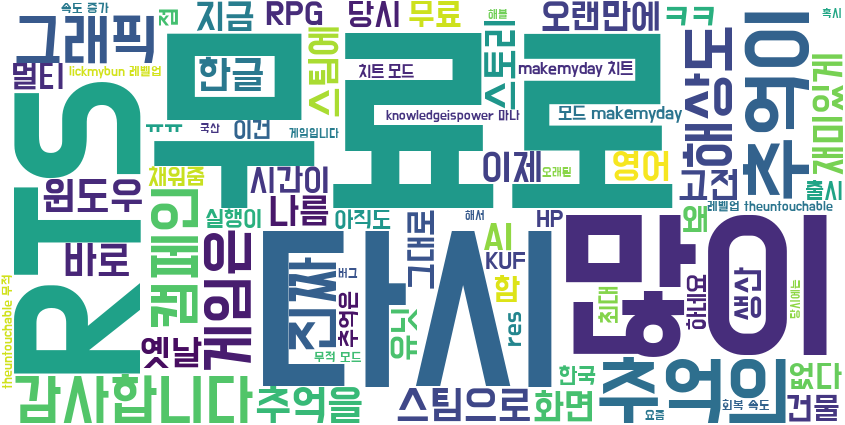 속도 증가
그래픽
점
지금
RPG
당시
무료
오랜만에
ㅋㅋ
혹시
멀티
lickmybun 레벨업
무료로
한글
스팀에
해볼
스토리
치트 모드
makemyday 치트
knowledgeispower 마나
모드 makemyday
해상도
추억이
재미있게
ㅠㅠ
국산
이건
게임입니다
RTS
윈도우
채워줌
시간이
이제
오래된
영어
고전
출시
실행이
나름
아직도
HP
왜
레벨업 theuntouchable
바로
캠페인
게임은
다시
진짜
버그
추억은
무적 모드
그대로
해서
AI
KUF
함
유닛
res
많이
최대
하네요
생산
당시에는
theuntouchable 무적
옛날
감사합니다
추억을
스팀으로
한국
화면
추억의
요즘
회복 속도
없다
건물